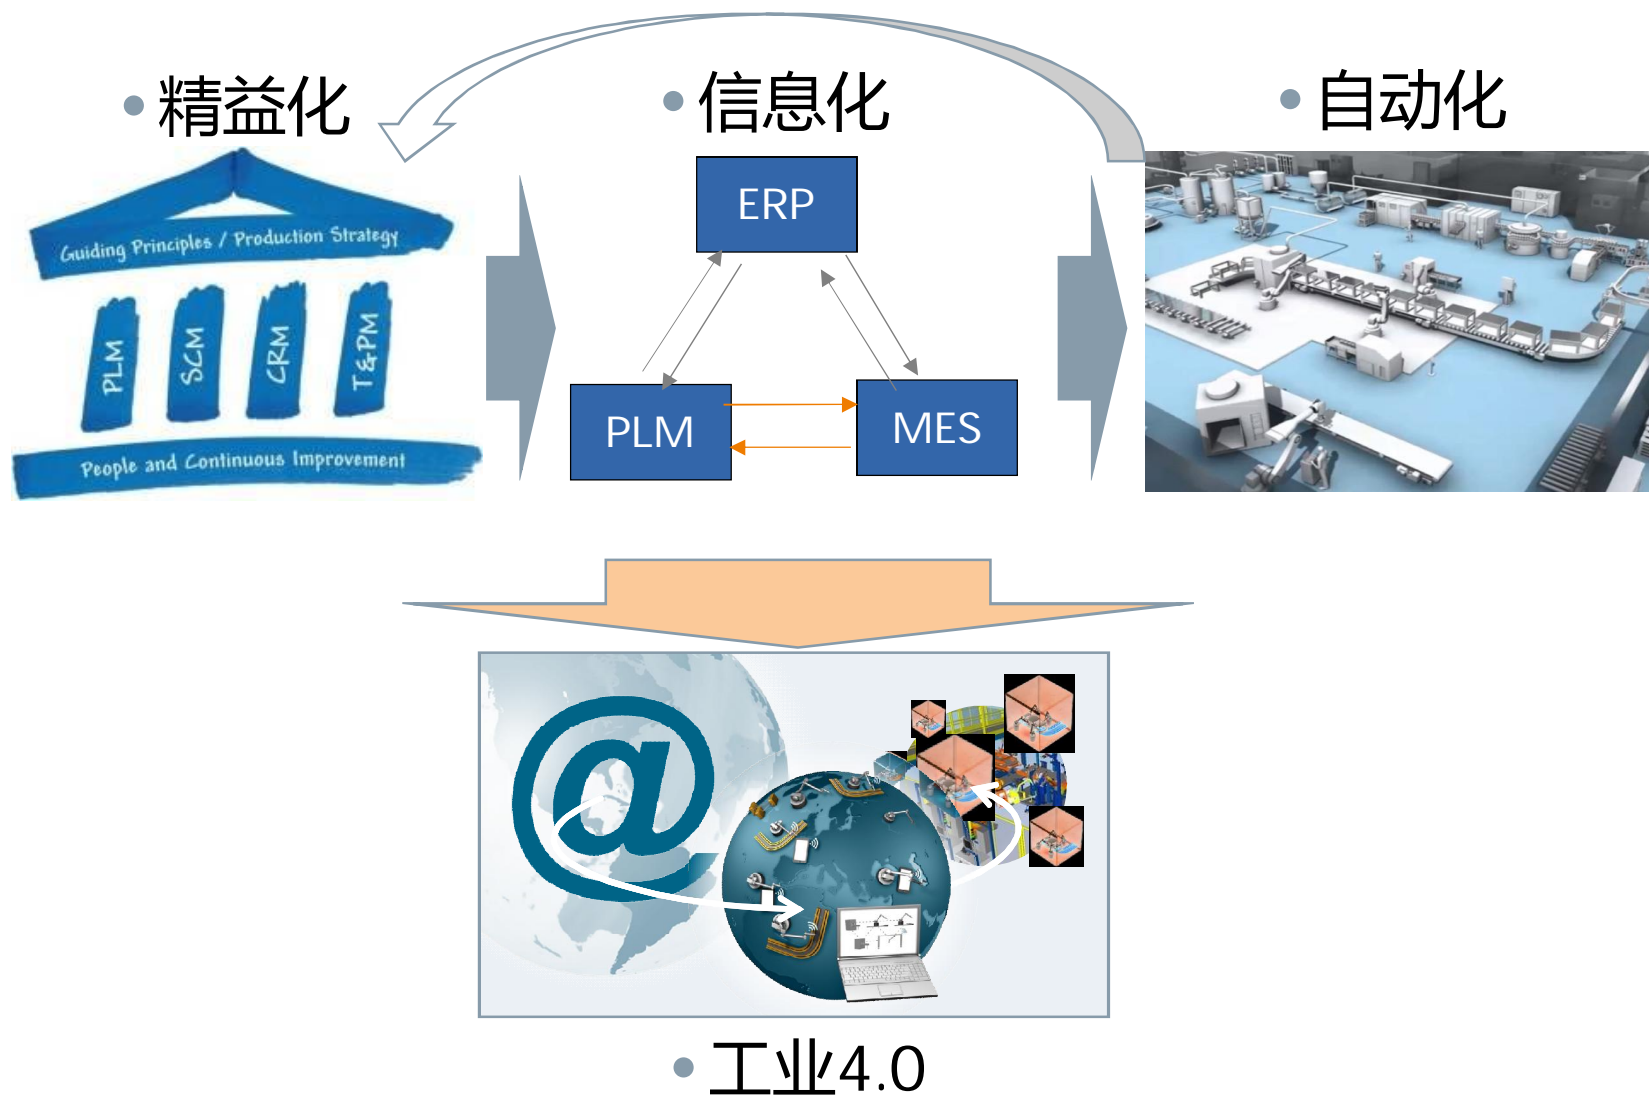 精益化
信息化
自动化
Guiding Principles / Production Strategy
PLM
SCM
CRM
T&PM
People and Continuous Improvement
ERP
PLM
MES
@
工业4.0